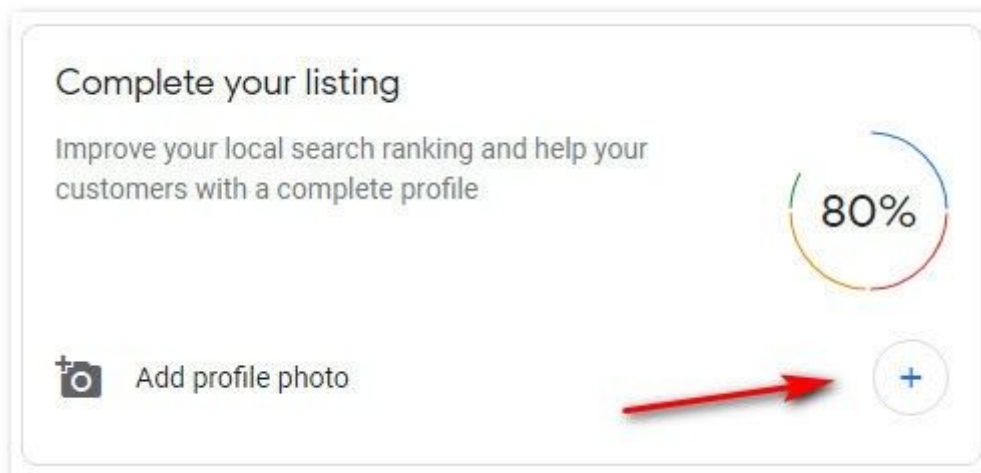 Complete your listing
Improve your local search ranking and help your
customers with a complete profile
80%
Add profile photo